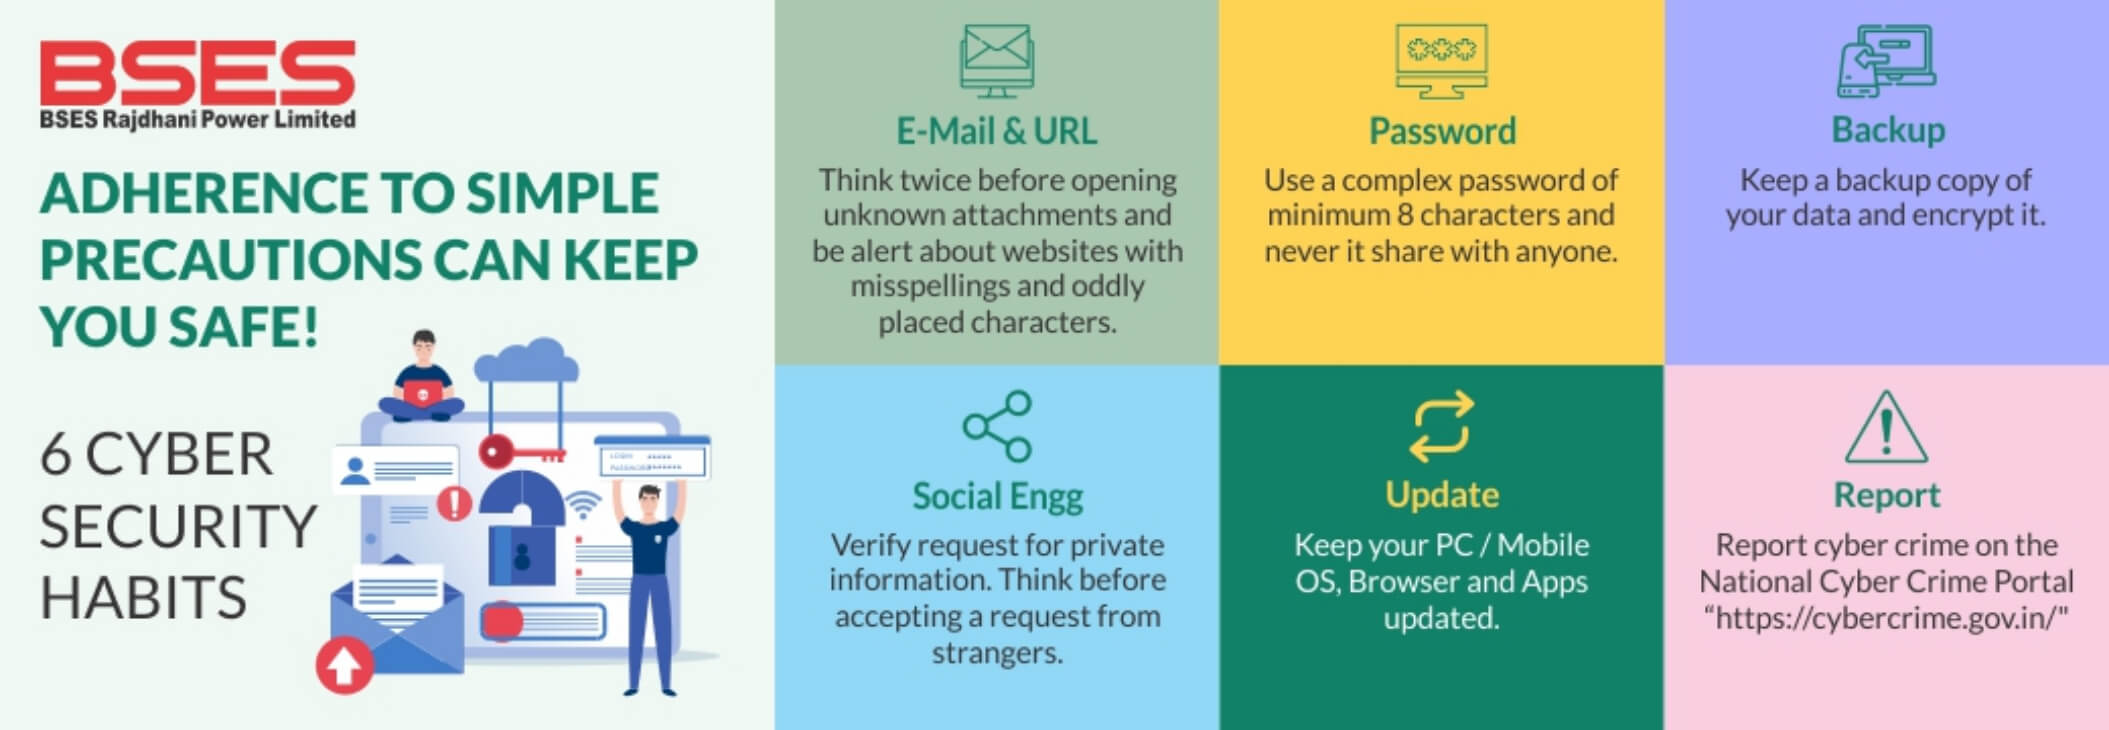 BSES
BSES Rajdhani Power Limited
ADHERENCE TO SIMPLE
PRECAUTIONS CAN KEEP
YOU SAFE!
6 CYBER
SECURITY
HABITS
LOGIN
PASSWORD
E-Mail & URL
Think twice before opening
unknown attachments and
be alert about websites with
misspellings and oddly
placed characters.
Password
Use a complex password of
minimum 8 characters and
never it share with anyone.
Backup
Keep a backup copy of
your data and encrypt it.
Social Engg
Verify request for private
information. Think before
accepting a request from
strangers.
Update
Keep your PC / Mobile
OS, Browser and Apps
updated.
Report
Report cyber crime on the
National Cyber Crime Portal
“https://cybercrime.gov.in/"